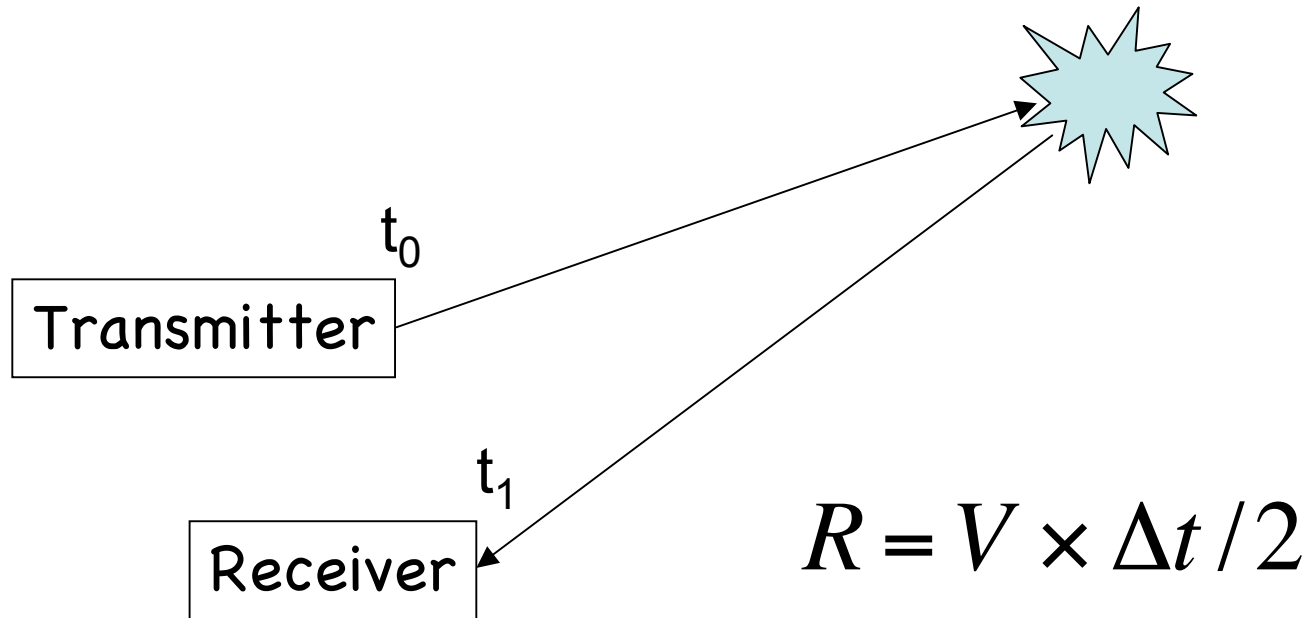 t₀
Transmitter
t₁
Receiver
R = V × Δt / 2